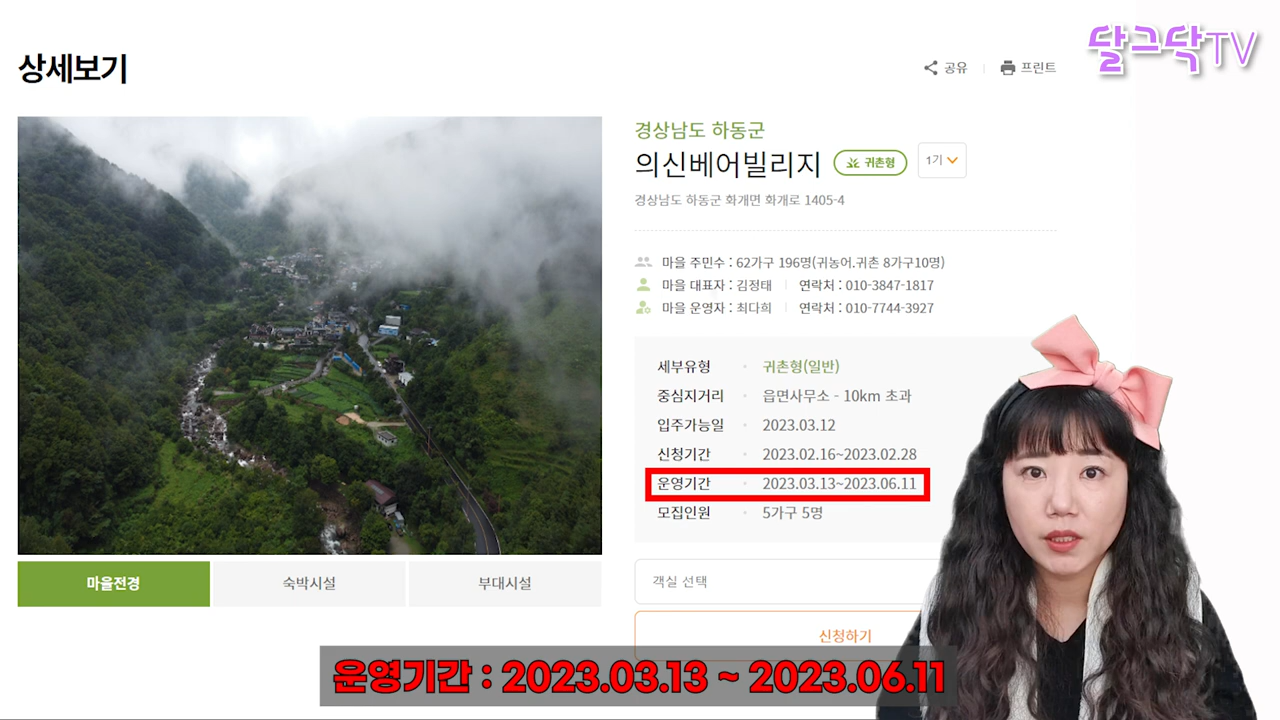 달그닥TV
상세보기
공유
프린트
경상남도 하동군
의신베어빌리지
귀촌형
1기
경상남도 하동군 화개면 화개로 1405-4
마을 주민수 : 62가구 196명(귀농어.귀촌 8가구10명)
마을 대표자 : 김정태
연락처 : 010-3847-1817
마을 운영자 : 최다희
연락처 : 010-7744-3927
세부유형 • 귀촌형(일반)
중심지거리 • 읍면사무소 - 10km 초과
입주가능일 • 2023.03.12
신청기간 • 2023.02.16~2023.02.28
운영기간 • 2023.03.13~2023.06.11
모집인원 • 5가구 5명
마을전경
숙박시설
부대시설
객실 선택
신청하기
운영기간 : 2023.03.13 ~ 2023.06.11